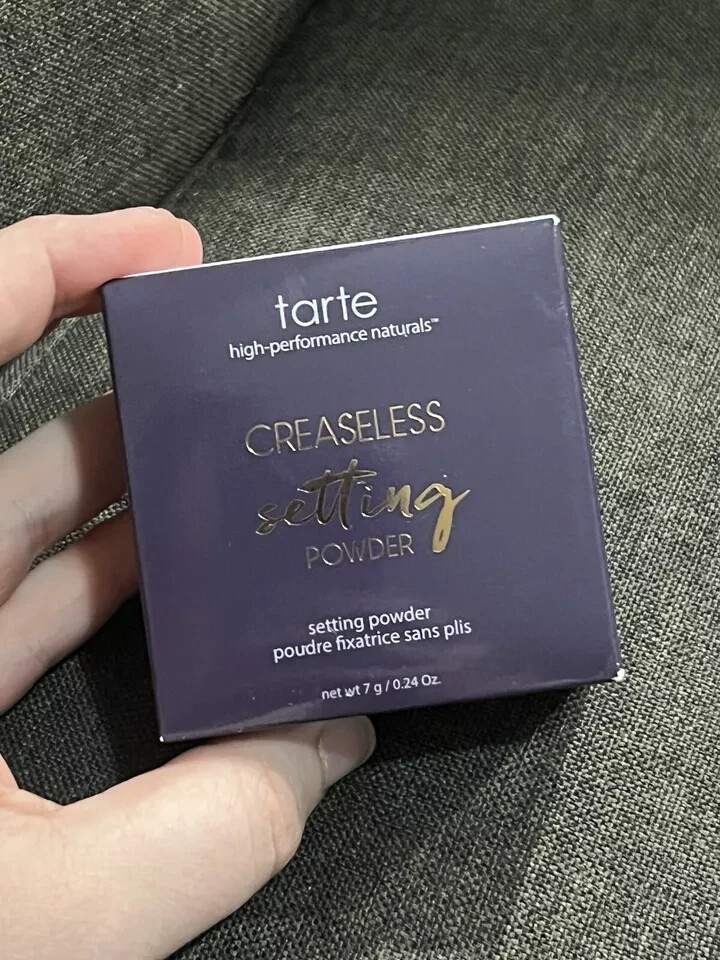 tarte
high-performance naturals™
CREASELESS
setting
POWDER
setting powder
poudre fixatrice sans plis
net wt 7 g / 0.24 Oz.